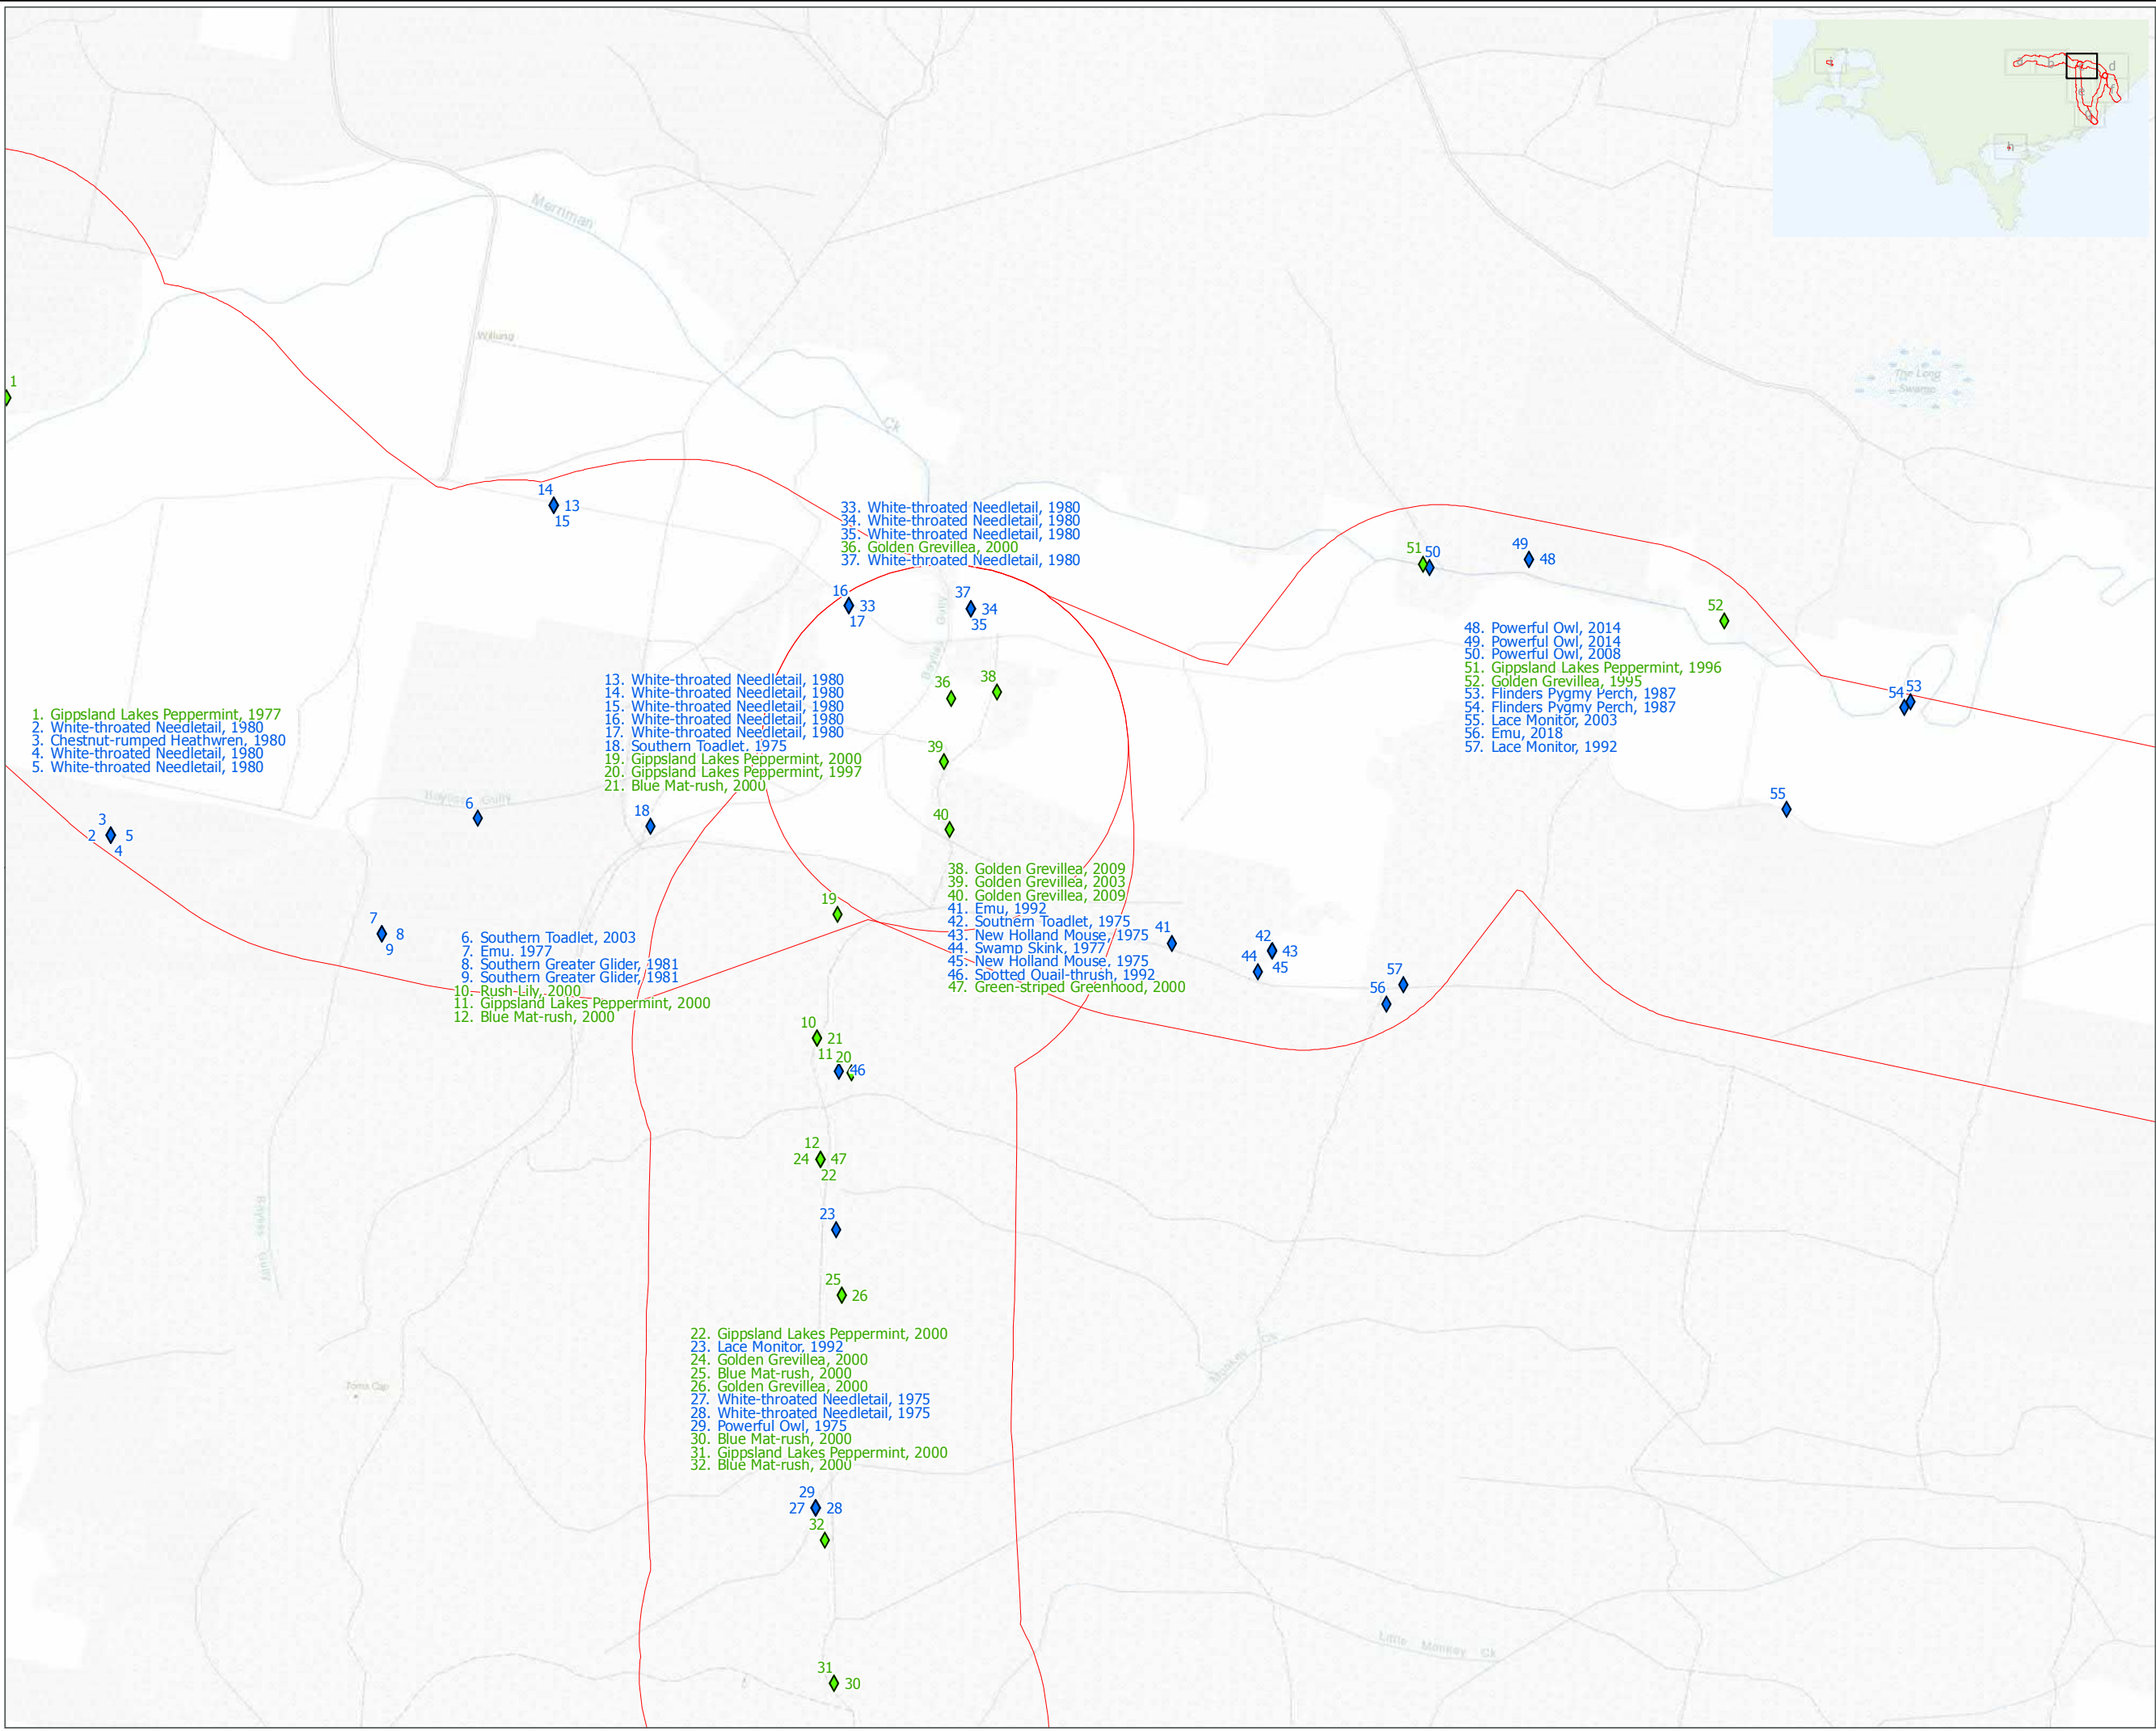 d
b
e
h
Merriman
Willung
The Long
Swamp
Ck
1
14
13
15
33. White-throated Needletail, 1980
34. White-throated Needletail, 1980
35. White-throated Needletail, 1980
36. Golden Grevillea, 2000
37. White-throated Needletail, 1980
51
50
49
48
16
33
17
37
34
35
52
48. Powerful Owl, 2014
49. Powerful Owl, 2014
50. Powerful Owl, 2008
51. Gippsland Lakes Peppermint, 1996
52. Golden Grevillea, 1995
53. Flinders Pygmy Perch, 1987
54. Flinders Pygmy Perch, 1987
55. Lace Monitor, 2003
56. Emu, 2018
57. Lace Monitor, 1992
Gully
36
38
54
53
13. White-throated Needletail, 1980
14. White-throated Needletail, 1980
15. White-throated Needletail, 1980
16. White-throated Needletail, 1980
17. White-throated Needletail, 1980
18. Southern Toadlet, 1975
19. Gippsland Lakes Peppermint, 2000
20. Gippsland Lakes Peppermint, 1997
21. Blue Mat-rush, 2000
1. Gippsland Lakes Peppermint, 1977
2. White-throated Needletail, 1980
3. Chestnut-rumped Heathwren, 1980
4. White-throated Needletail, 1980
5. White-throated Needletail, 1980
39
Gully
6
18
55
3
2
5
4
40
38. Golden Grevillea, 2009
39. Golden Grevillea, 2003
40. Golden Grevillea, 2009
41. Emu, 1992
42. Southern Toadlet, 1975
43. New Holland Mouse, 1975
44. Swamp Skink, 1977
45. New Holland Mouse, 1975
46. Spotted Quail-thrush, 1992
47. Green-striped Greenhood, 2000
19
7
8
9
41
42
43
44
45
57
56
6. Southern Toadlet, 2003
7. Emu, 1977
8. Southern Greater Glider, 1981
9. Southern Greater Glider, 1981
10. Rush-Lily, 2000
11. Gippsland Lakes Peppermint, 2000
12. Blue Mat-rush, 2000
10
21
11
20
46
12
24
47
22
23
Gully
25
26
22. Gippsland Lakes Peppermint, 2000
23. Lace Monitor, 1992
24. Golden Grevillea, 2000
25. Blue Mat-rush, 2000
26. Golden Grevillea, 2000
27. White-throated Needletail, 1975
28. White-throated Needletail, 1975
29. Powerful Owl, 1975
30. Blue Mat-rush, 2000
31. Gippsland Lakes Peppermint, 2000
32. Blue Mat-rush, 2000
Monkey Ck
Toms Cap
29
27
28
32
Little Monkey Ck
31
30